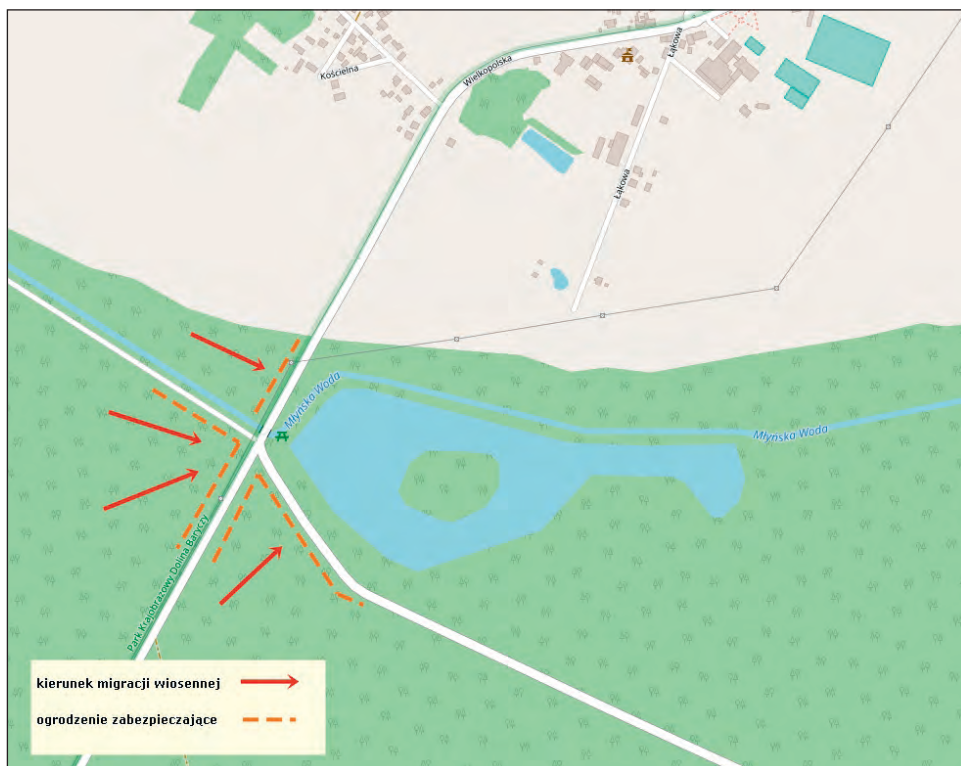 Łąkowa
Wielkopolska
Kościelna
Łąkowa
Młyńska Woda
Młyńska Woda
Park Krajobrazowy Dolina Baryczy
kierunek migracji wiosennej
ogrodzenie zabezpieczające